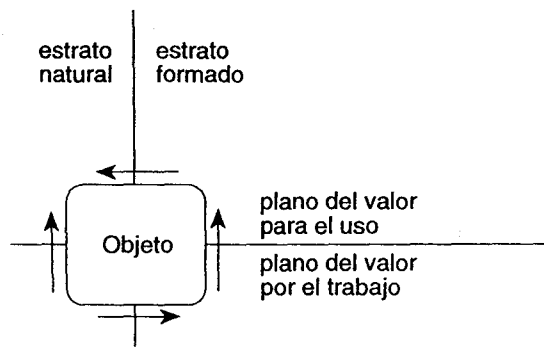 estrato
natural
estrato
formado
Objeto
plano del valor
para el uso
plano del valor
por el trabajo